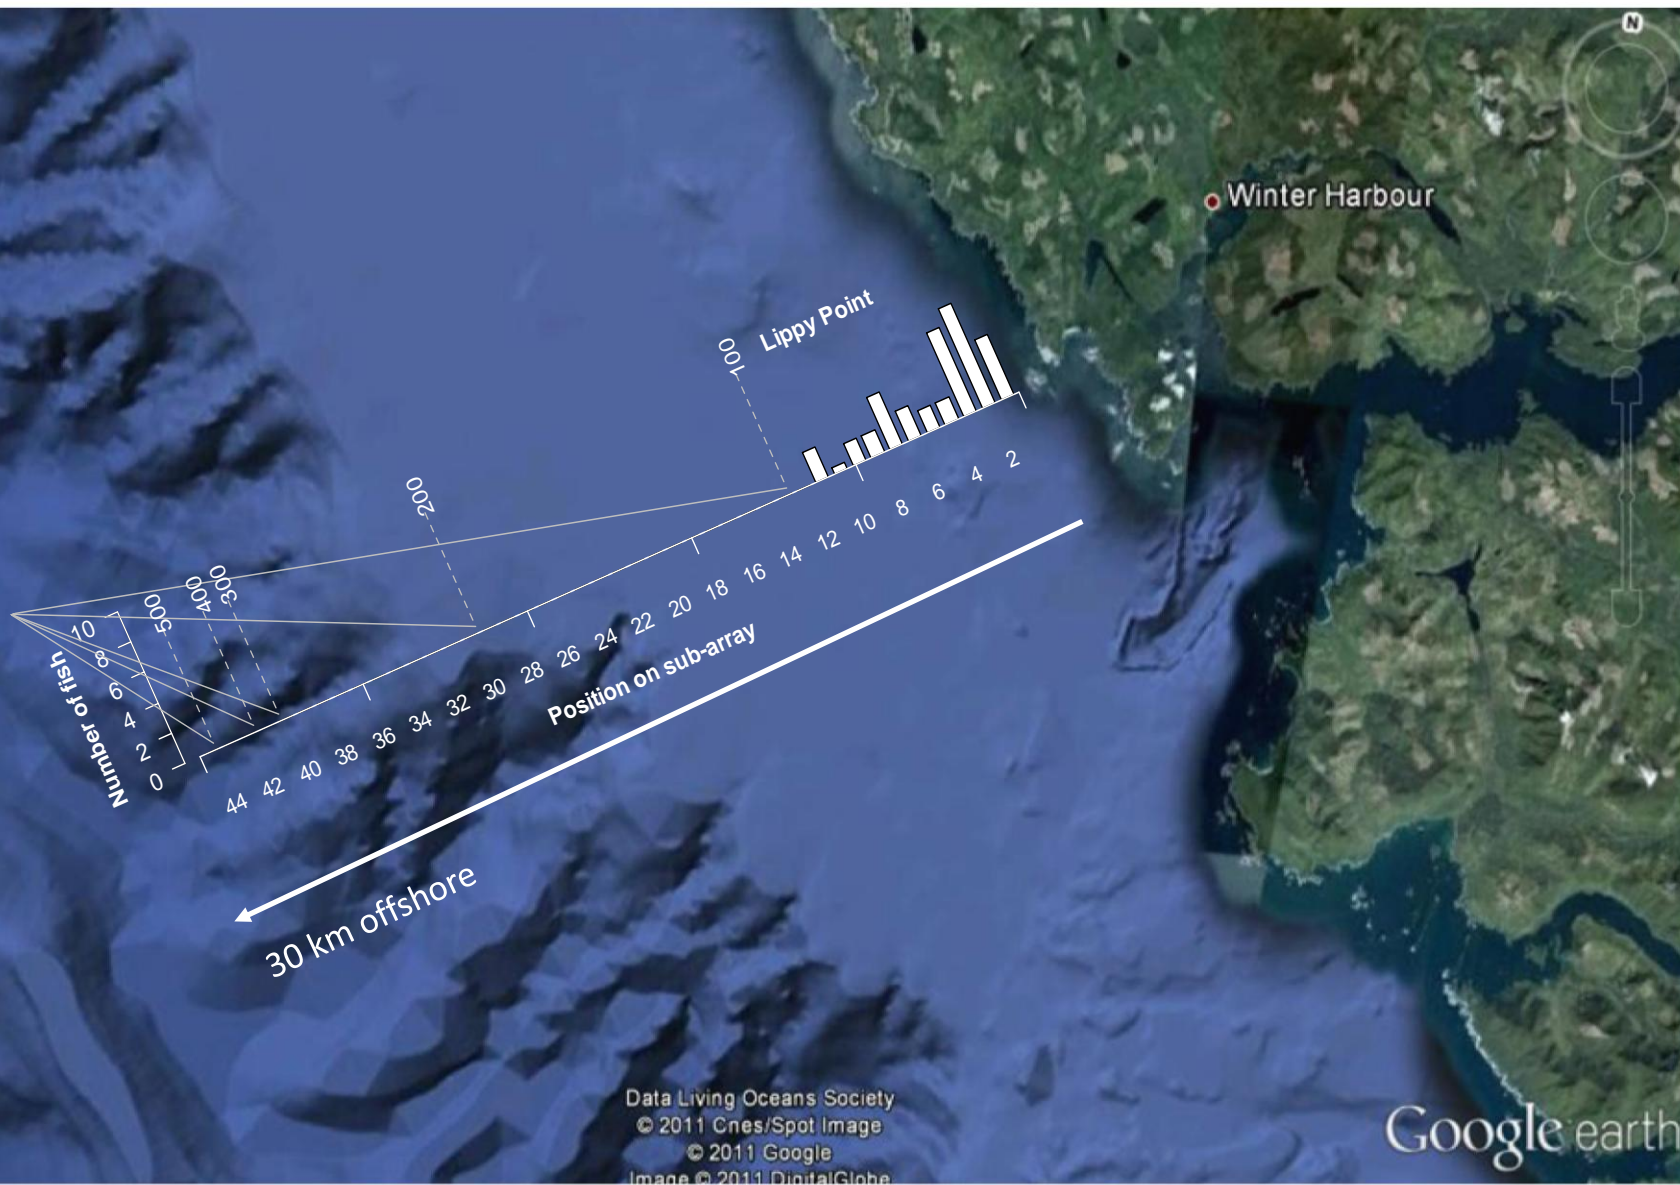 N
Winter Harbour
Lippy Point
100
200
300
400
500
10
8
6
4
2
0
Number of fish
44 42 40 38 36 34 32 30 28 26 24 22 20 18 16 14 12 10 8 6 4 2
Position on sub-array
30 km offshore
Data Living Oceans Society
© 2011 Cnes/Spot Image
© 2011 Google
Image © 2011 DigitalGlobe
Google earth